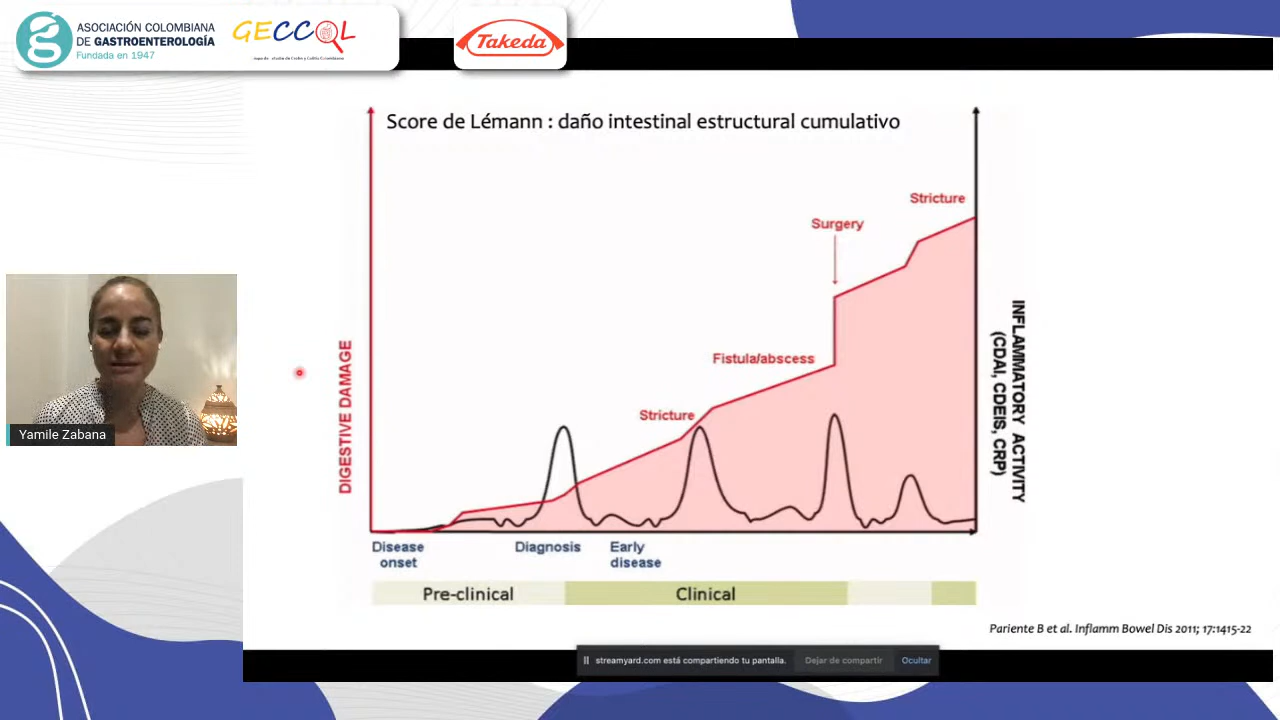 ASOCIACIÓN COLOMBIANA
DE GASTROENTEROLOGÍA
Fundada en 1947
GECCOL
Takeda
Score de Lémann : daño intestinal estructural cumulativo
Stricture
Surgery
Fistula/abscess
Stricture
DIGESTIVE DAMAGE
INFLAMMATORY ACTIVITY
(CDAI, CDEIS, CRP)
Disease
onset
Diagnosis
Early
disease
Pre-clinical
Clinical
Yamile Zabana
Pariente B et al. Inflamm Bowel Dis 2011; 17:1415-22
streamyard.com está compartiendo tu pantalla.
Dejar de compartir
Ocultar